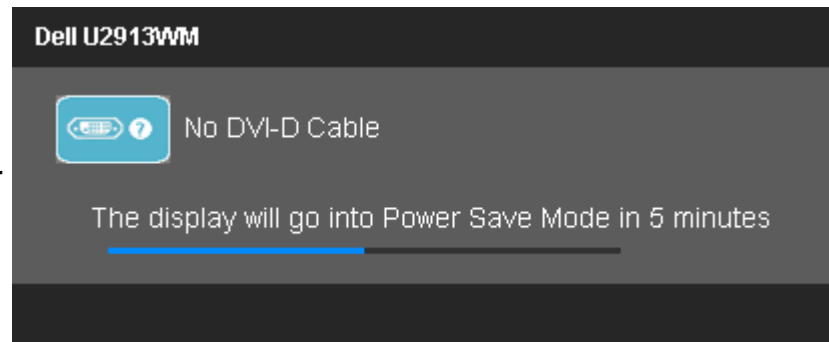 Dell U2913WM
?
No DVI-D Cable
The display will go into Power Save Mode in 5 minutes